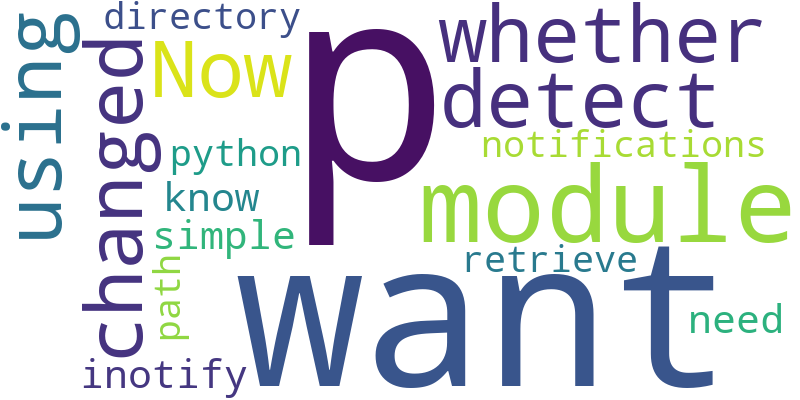 directory
p
whether
using
changed
Now
detect
python
notifications
know
module
simple
retrieve
path
want
need
inotify